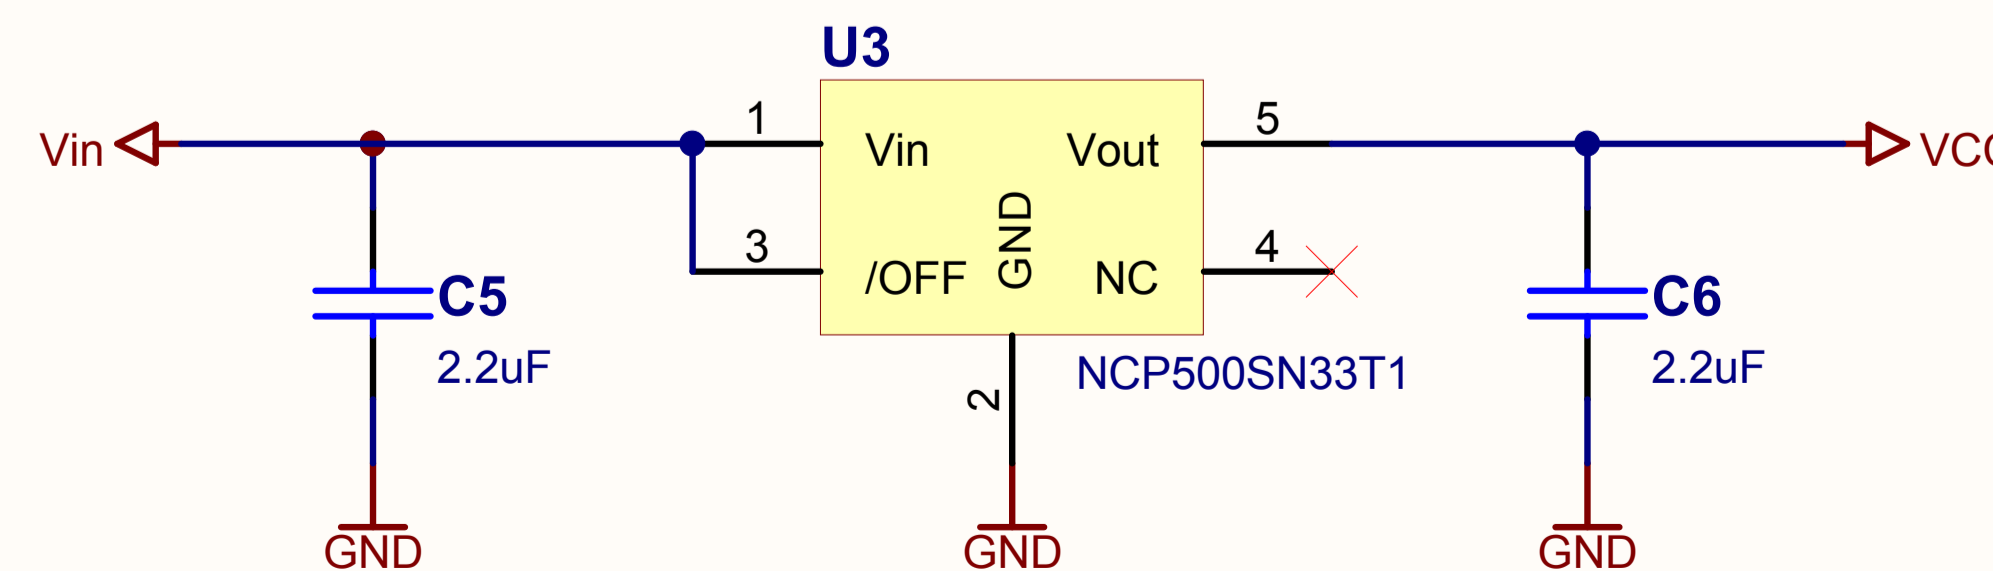 U3
Vin
1
Vin
Vout
5
VCC
3
/OFF
GND
NC
4
C5
2.2uF
2
NCP500SN33T1
C6
2.2uF
GND
GND
GND